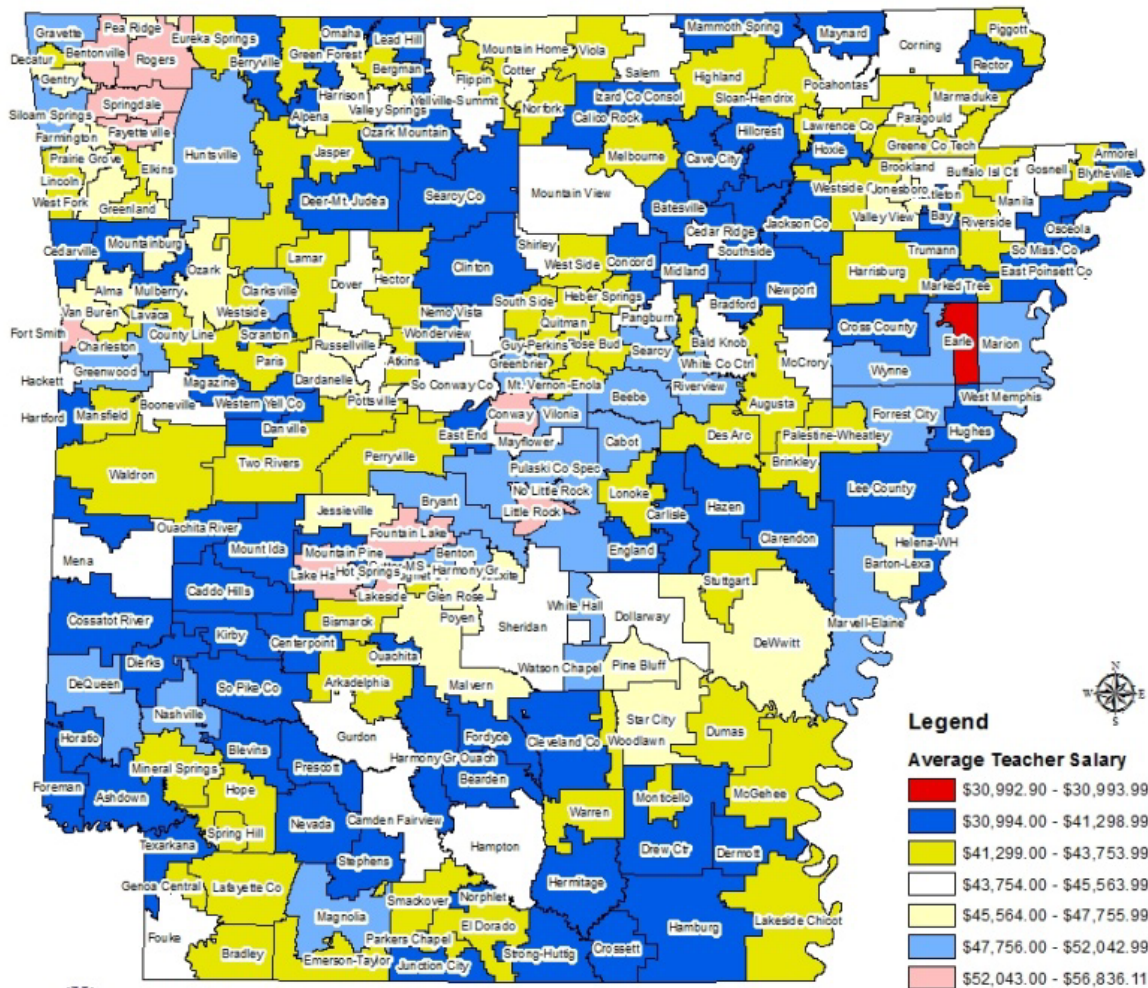 Gravette
Pea Ridge
Eureka Springs
Omaha
Lead Hill
Mountain Home
Viola
Mammoth Spring
Maynard
Corning
Piggott
Decatur
Bentonville
Rogers
Berryville
Green Forest
Bergman
Flippin
Cotter
Salem
Highland
Pocahontas
Rector
Gentry
Springdale
Harrison
Yellville-Summit
Norfork
Izard Co Consol
Sloan-Hendrix
Marmaduke
Siloam Springs
Fayetteville
Alpena
Valley Springs
Calico Rock
Lawrence Co
Paragould
Farmington
Huntsville
Ozark Mountain
Hillcrest
Hoxie
Greene Co Tech
Armorel
Prairie Grove
Elkins
Jasper
Melbourne
Cave City
Brookland
Buffalo Isl Ctl
Gosnell
Blytheville
Lincoln
Deer-Mt. Judea
Searcy Co
Mountain View
Westside
Jonesboro
Manila
West Fork
Greenland
Batesville
Jackson Co
Valley View
Bay
Riverside
Osceola
Cedarville
Mountainburg
Shirley
Cedar Ridge
Southside
Trumann
So Miss. Co
Ozark
Lamar
Clinton
West Side
Concord
Midland
Harrisburg
East Poinsett Co
Alma
Mulberry
Clarksville
Dover
Hector
Heber Springs
Newport
Marked Tree
Van Buren
Lavaca
Westside
Nemo Vista
South Side
Pangburn
Bradford
Cross County
Earle
Marion
Fort Smith
County Line
Scranton
Russellville
Wonderview
Quitman
Bald Knob
Charleston
Paris
Atkins
Guy-Perkins
Rose Bud
Searcy
White Co Ctrl
McCrory
Wynne
Hackett
Greenwood
Magazine
Dardanelle
So Conway Co
Greenbrier
Mt. Vernon-Enola
Riverview
West Memphis
Hartford
Mansfield
Booneville
Western Yell Co
Pottsville
Conway
Vilonia
Beebe
Augusta
Forrest City
Danville
East End
Mayflower
Cabot
Des Arc
Palestine-Wheatley
Hughes
Waldron
Two Rivers
Perryville
Pulaski Co Spec
Brinkley
Bryant
No Little Rock
Lonoke
Hazen
Lee County
Jessieville
Little Rock
Carlisle
Ouachita River
Fountain Lake
Clarendon
Mena
Mount Ida
Mountain Pine
Benton
England
Helena-WH
Hot Springs
Harmony Gr
Barton-Lexa
Caddo Hills
Lakeside
Glen Rose
Stuttgart
Bismarck
Poyen
Sheridan
White Hall
Dollarway
Marvell-Elaine
Cossatot River
Kirby
Centerpoint
Ouachita
DeWwitt
Dierks
Watson Chapel
Pine Bluff
DeQueen
So Pike Co
Arkadelphia
Malvern
Nashville
Star City
Horatio
Blevins
Gurdon
Fordyce
Cleveland Co
Woodlawn
Dumas
Mineral Springs
Prescott
Harmony Gr Ouach
Foreman
Ashdown
Hope
Bearden
Monticello
McGehee
Spring Hill
Nevada
Camden Fairview
Warren
Texarkana
Stephens
Hampton
Drew Ctr
Dermott
Genoa Central
Lafayette Co
Hermitage
Magnolia
Smackover
Norphlet
Fouke
El Dorado
Hamburg
Lakeside Chicot
Bradley
Parkers Chapel
Emerson-Taylor
Junction City
Strong-Huttig
Crossett
N
W
E
S
Legend
Average Teacher Salary
$30,992.90 - $30,993.99
$30,994.00 - $41,298.99
$41,299.00 - $43,753.99
$43,754.00 - $45,563.99
$45,564.00 - $47,755.99
$47,756.00 - $52,042.99
$52,043.00 - $56,836.11